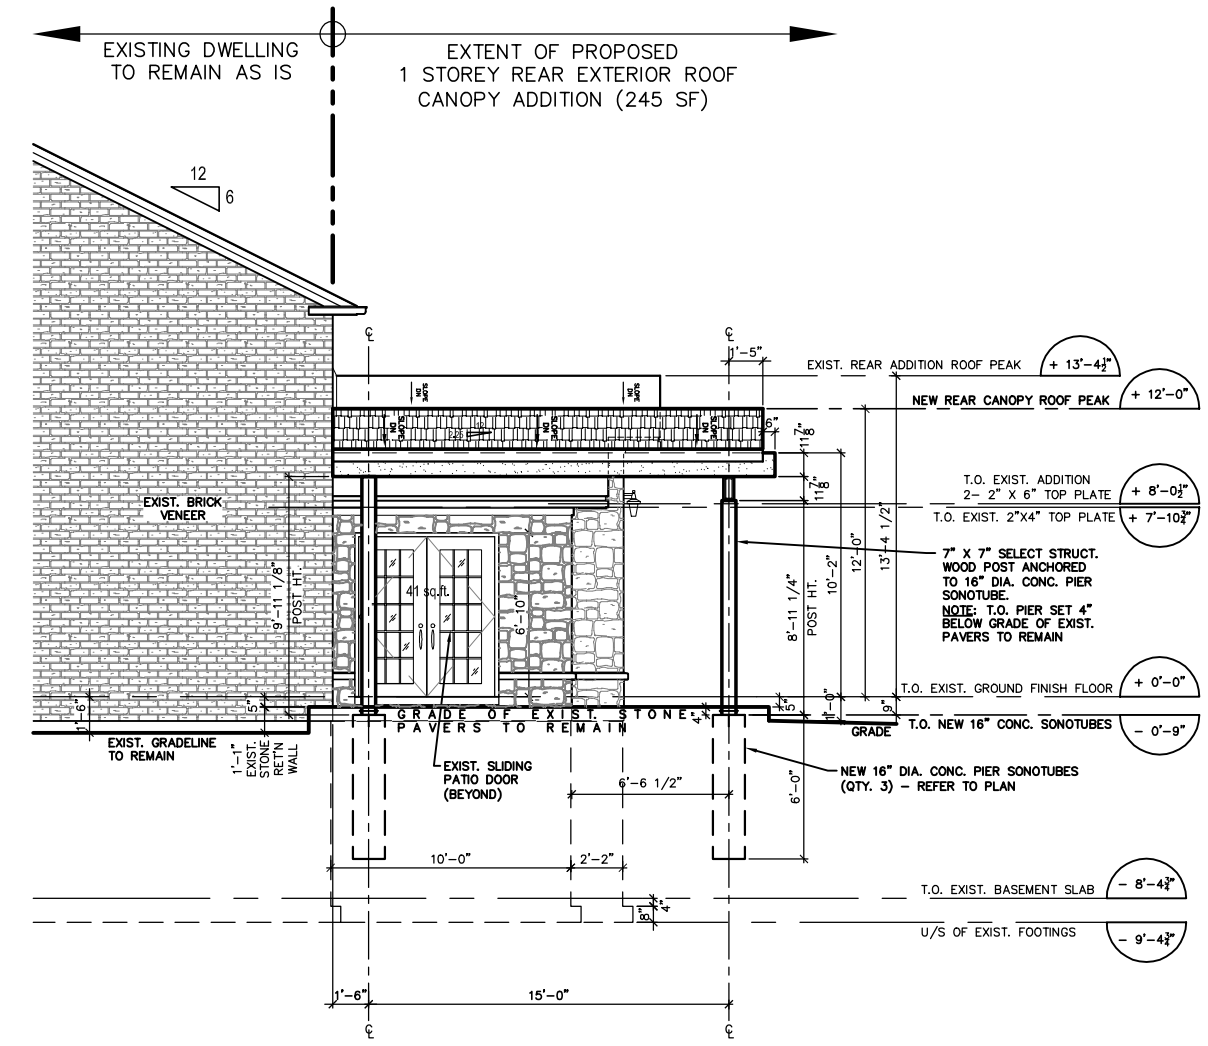 EXISTING DWELLING
TO REMAIN AS IS
EXTENT OF PROPOSED
1 STOREY REAR EXTERIOR ROOF
CANOPY ADDITION (245 SF)
12
6
℄
℄
1'-5"
EXIST. REAR ADDITION ROOF PEAK
+ 13'-4½"
NEW REAR CANOPY ROOF PEAK
+ 12'-0"
SLOPE
DN
SLOPE
DN
SLOPE
DN
SLOPE
DN
SLOPE
DN
12
2.25
6"
11⅞"
11⅞"
T.O. EXIST. ADDITION
2- 2" X 6" TOP PLATE
+ 8'-0½"
T.O. EXIST. 2"X4" TOP PLATE
+ 7'-10¾"
EXIST. BRICK
VENEER
7" X 7" SELECT STRUCT.
WOOD POST ANCHORED
TO 16" DIA. CONC. PIER
SONOTUBE.
NOTE: T.O. PIER SET 4"
BELOW GRADE OF EXIST.
PAVERS TO REMAIN
9'-11 1/8"
POST HT.
41 sq.ft.
6'-10"
8'-11 1/4"
POST HT.
10'-2"
12'-0"
13'-4 1/2"
T.O. EXIST. GROUND FINISH FLOOR
+ 0'-0"
1'-6"
5"
GRADE OF EXIST. STONE
PAVERS TO REMAIN
4"
5"
1'-0"
9"
GRADE
T.O. NEW 16" CONC. SONOTUBES
- 0'-9"
EXIST. GRADELINE
TO REMAIN
1'-1"
EXIST.
STONE
RET'N
WALL
EXIST. SLIDING
PATIO DOOR
(BEYOND)
6'-6 1/2"
6'-0"
NEW 16" DIA. CONC. PIER SONOTUBES
(QTY. 3) - REFER TO PLAN
10'-0"
2'-2"
T.O. EXIST. BASEMENT SLAB
- 8'-4¾"
8"
4"
U/S OF EXIST. FOOTINGS
- 9'-4¾"
1'-6"
15'-0"
℄
℄